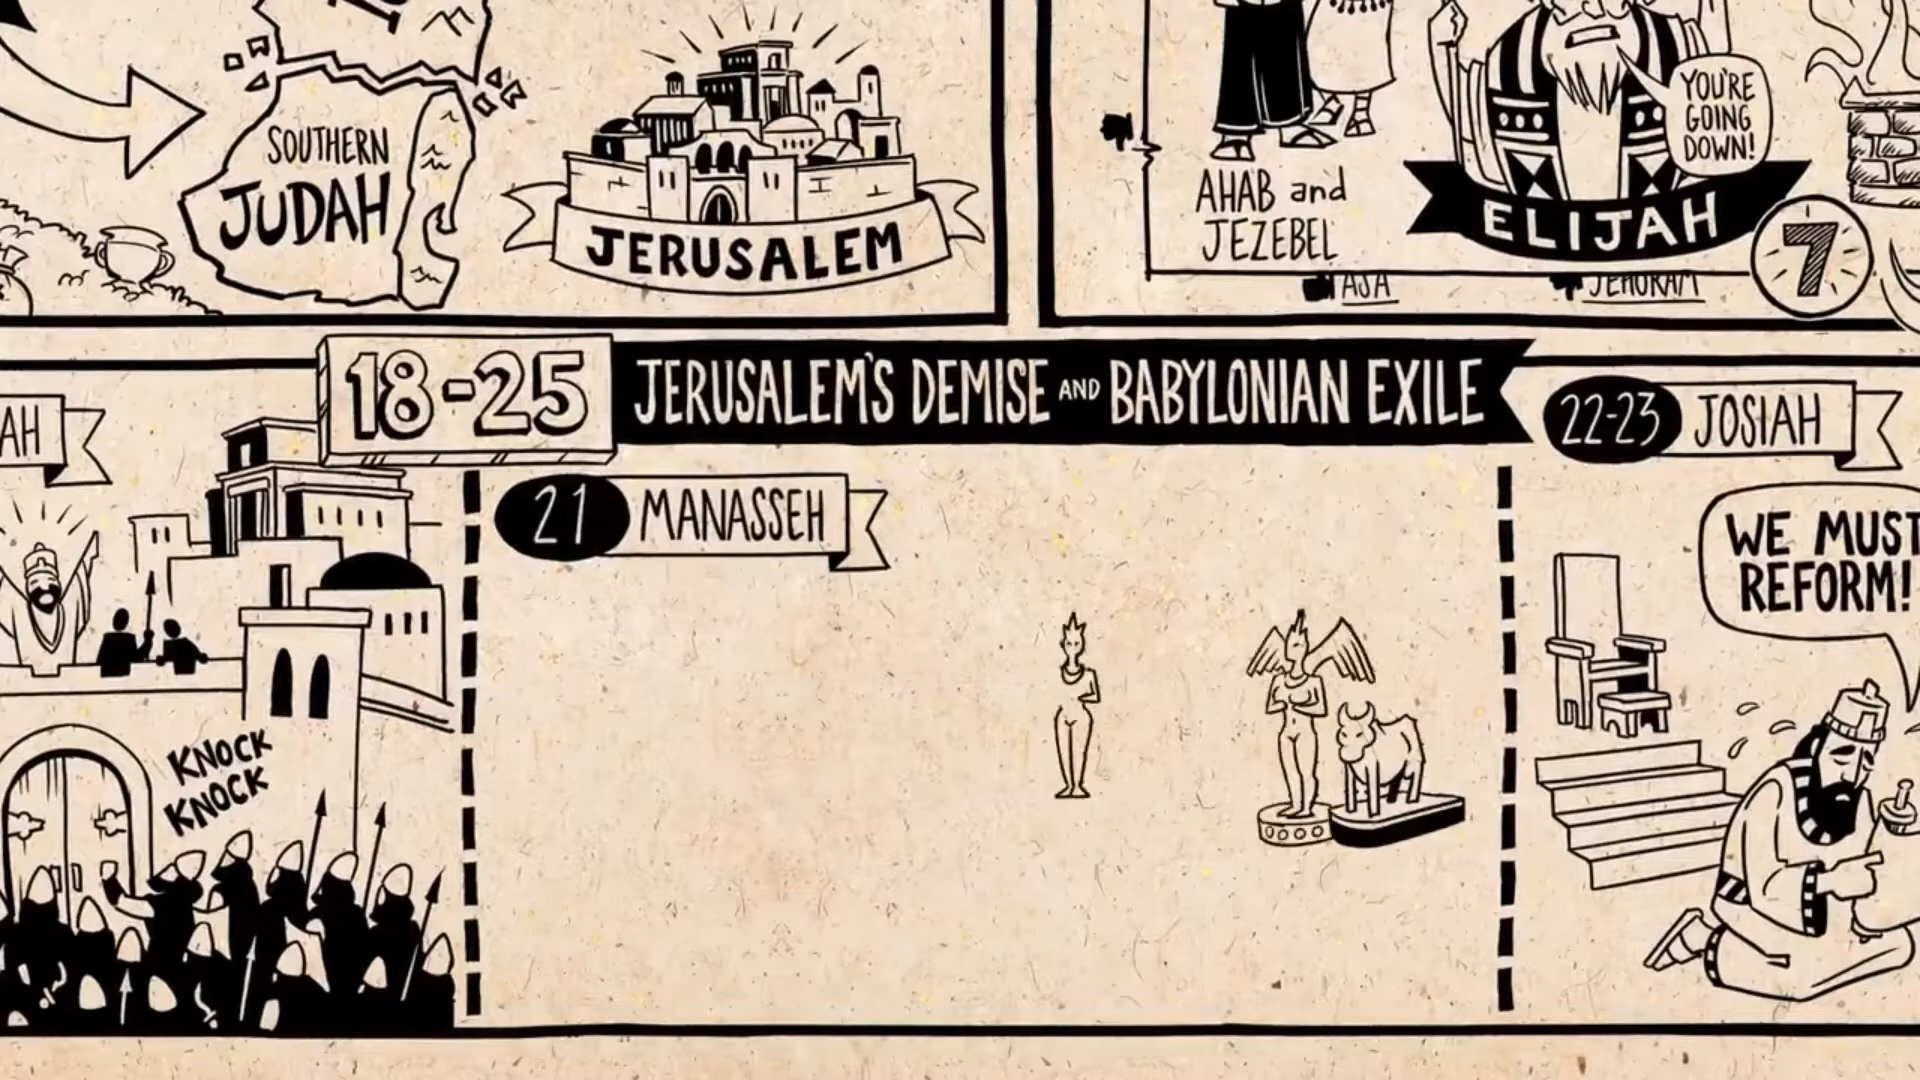 SOUTHERN
JUDAH
JERUSALEM
AHAB and
JEZEBEL
YOU'RE
GOING
DOWN!
ELIJAH
7
ASA
JEHORAM
18-25
JERUSALEM'S DEMISE AND BABYLONIAN EXILE
AH
21
MANASSEH
22-23
JOSIAH
WE MUST
REFORM!
KNOCK
KNOCK